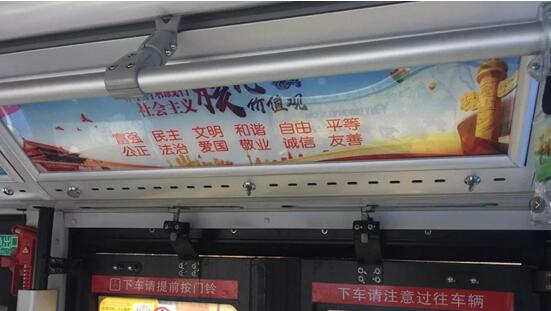 社会主义核心
价值观
富强 民主 文明 和谐 自由 平等
公正 法治 爱国 敬业 诚信 友善
下车请提前按门铃
下车请注意过往车辆